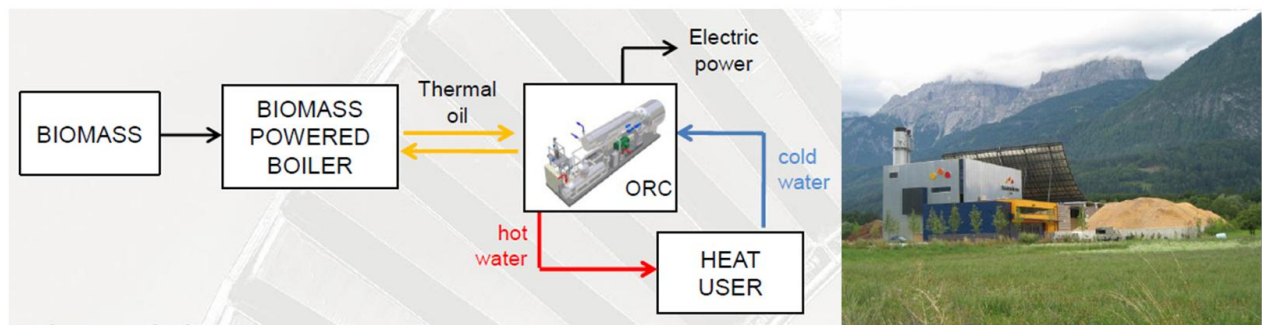 BIOMASS
BIOMASS
POWERED
BOILER
Thermal
oil
Electric
power
ORC
cold
water
hot
water
HEAT
USER